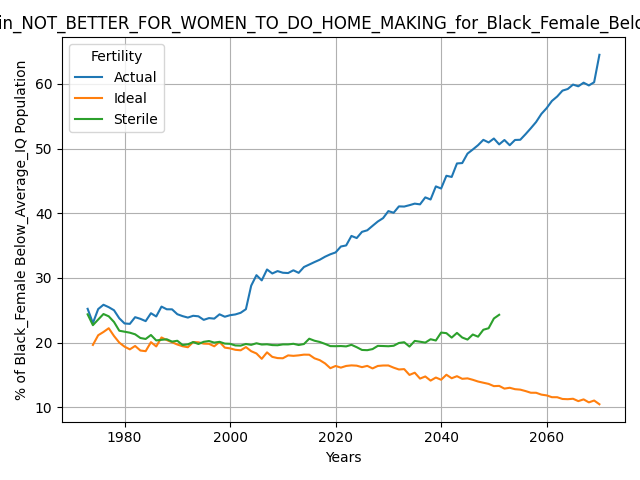 in_NOT_BETTER_FOR_WOMEN_TO_DO_HOME_MAKING_for_Black_Female_Belo
Fertility
Actual
Ideal
Sterile
% of Black_Female Below_Average_IQ Population
60
50
40
30
20
10
1980 2000 2020 2040 2060
Years